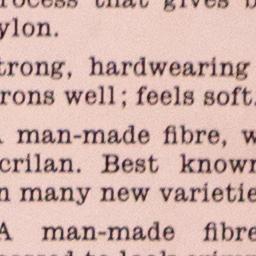 that gives
ylon.
trong, hardwearing
rons well; feels soft.
man-made fibre, w
crilan. Best known
n many new varietie
A man-made fibre